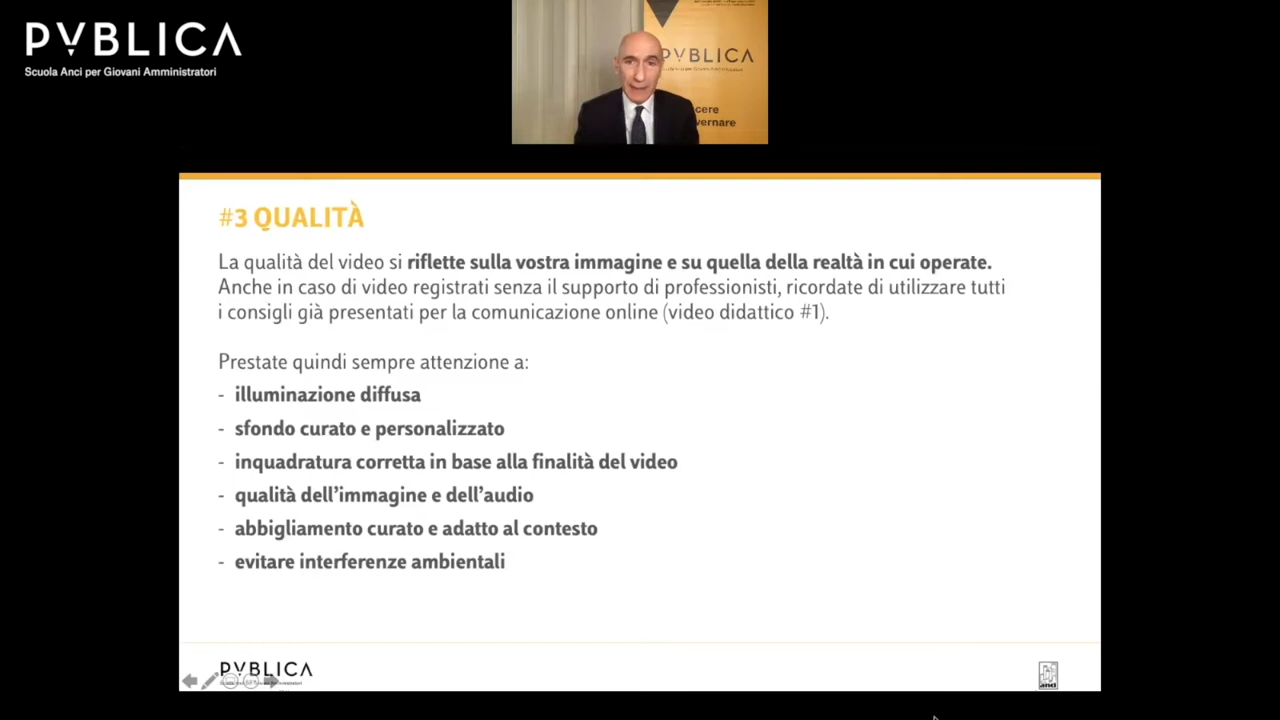 PVBLICA
Scuola Anci per Giovani Amministratori
PVBLICA
cere
vernare
#3 QUALITÀ
La qualità del video si riflette sulla vostra immagine e su quella della realtà in cui operate.
Anche in caso di video registrati senza il supporto di professionisti, ricordate di utilizzare tutti
i consigli già presentati per la comunicazione online (video didattico #1).
Prestate quindi sempre attenzione a:
- illuminazione diffusa
- sfondo curato e personalizzato
- inquadratura corretta in base alla finalità del video
- qualità dell’immagine e dell’audio
- abbigliamento curato e adatto al contesto
- evitare interferenze ambientali
PVBLICA
anci